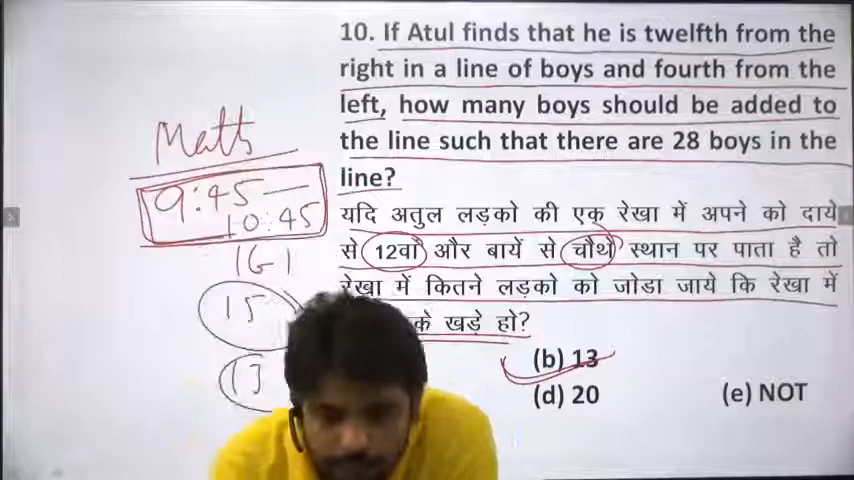 10. If Atul finds that he is twelfth from the
right in a line of boys and fourth from the
left, how many boys should be added to
the line such that there are 28 boys in the
line?
यदि अतुल लड़को की एक रेखा में अपने को दाये
से 12वाँ और बायें से चौथे स्थान पर पाता है तो
रेखा में कितने लड़को को जोडा जाये कि रेखा में
के खड़े हो?
(b) 13
(d) 20 (e) NOT
Math
9:45 —
10:45
15
13